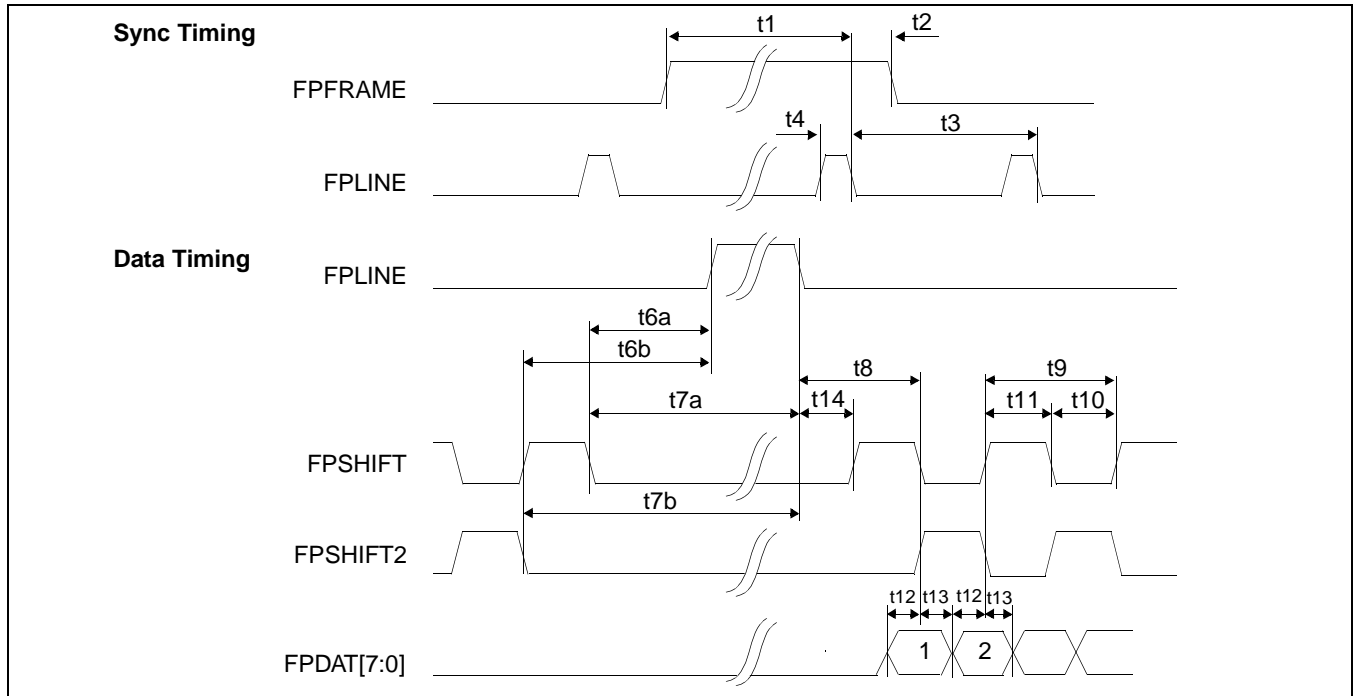 Sync Timing
t1
t2
FPFRAME
t4
t3
FPLINE
Data Timing
FPLINE
t6a
t6b
t8
t9
t7a
t14
t11
t10
FPSHIFT
t7b
FPSHIFT2
t12
t13
t12
t13
FPDAT[7:0]
1
2